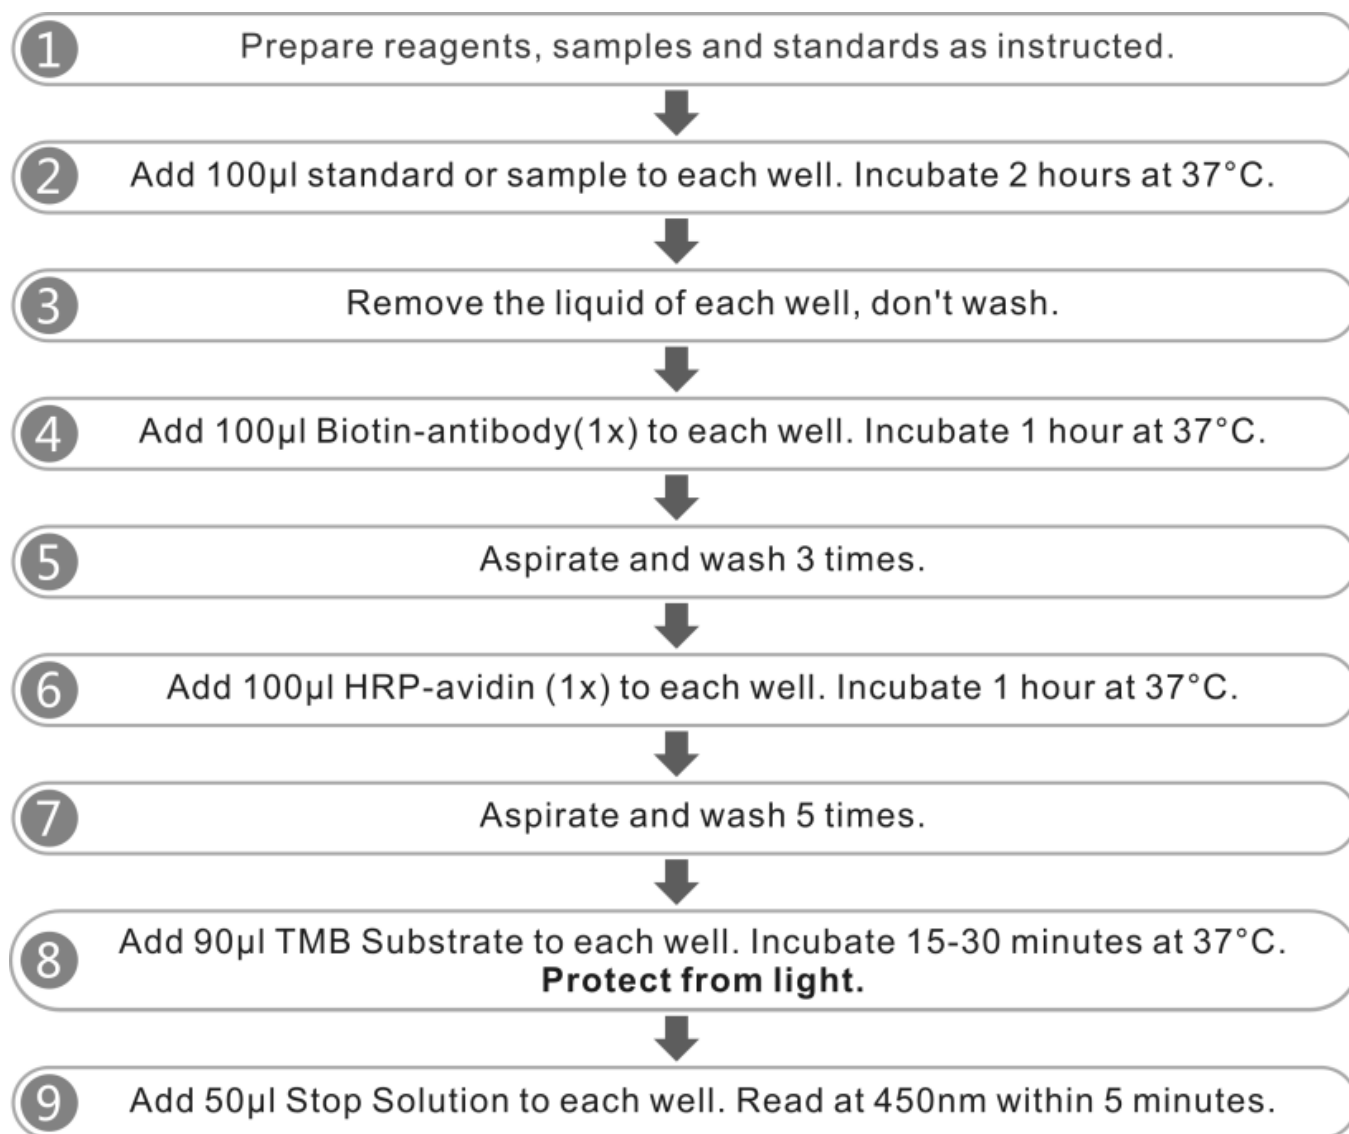 1 Prepare reagents, samples and standards as instructed.
2 Add 100µl standard or sample to each well. Incubate 2 hours at 37°C.
3 Remove the liquid of each well, don't wash.
4 Add 100µl Biotin-antibody(1x) to each well. Incubate 1 hour at 37°C.
5 Aspirate and wash 3 times.
6 Add 100µl HRP-avidin (1x) to each well. Incubate 1 hour at 37°C.
7 Aspirate and wash 5 times.
8 Add 90µl TMB Substrate to each well. Incubate 15-30 minutes at 37°C.
Protect from light.
9 Add 50µl Stop Solution to each well. Read at 450nm within 5 minutes.